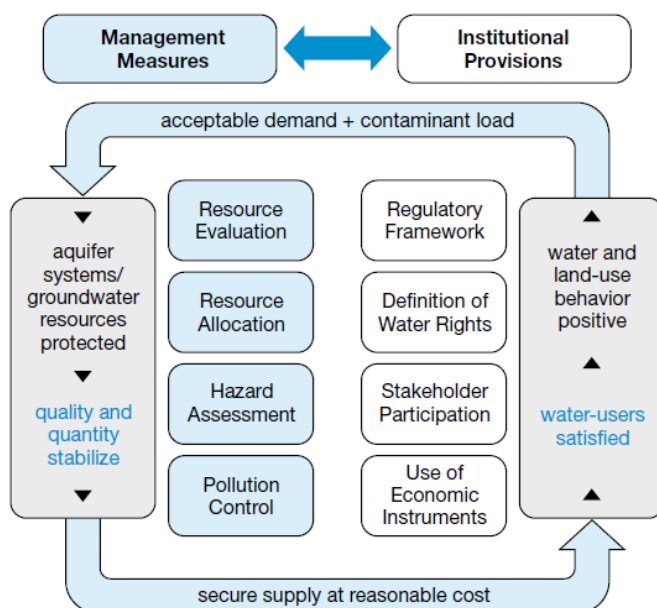 Management
Measures
Institutional
Provisions
acceptable demand + contaminant load
aquifer
systems/
groundwater
resources
protected
quality and
quantity
stabilize
Resource
Evaluation
Resource
Allocation
Hazard
Assessment
Pollution
Control
Regulatory
Framework
Definition of
Water Rights
Stakeholder
Participation
Use of
Economic
Instruments
water and
land-use
behavior
positive
water-users
satisfied
secure supply at reasonable cost